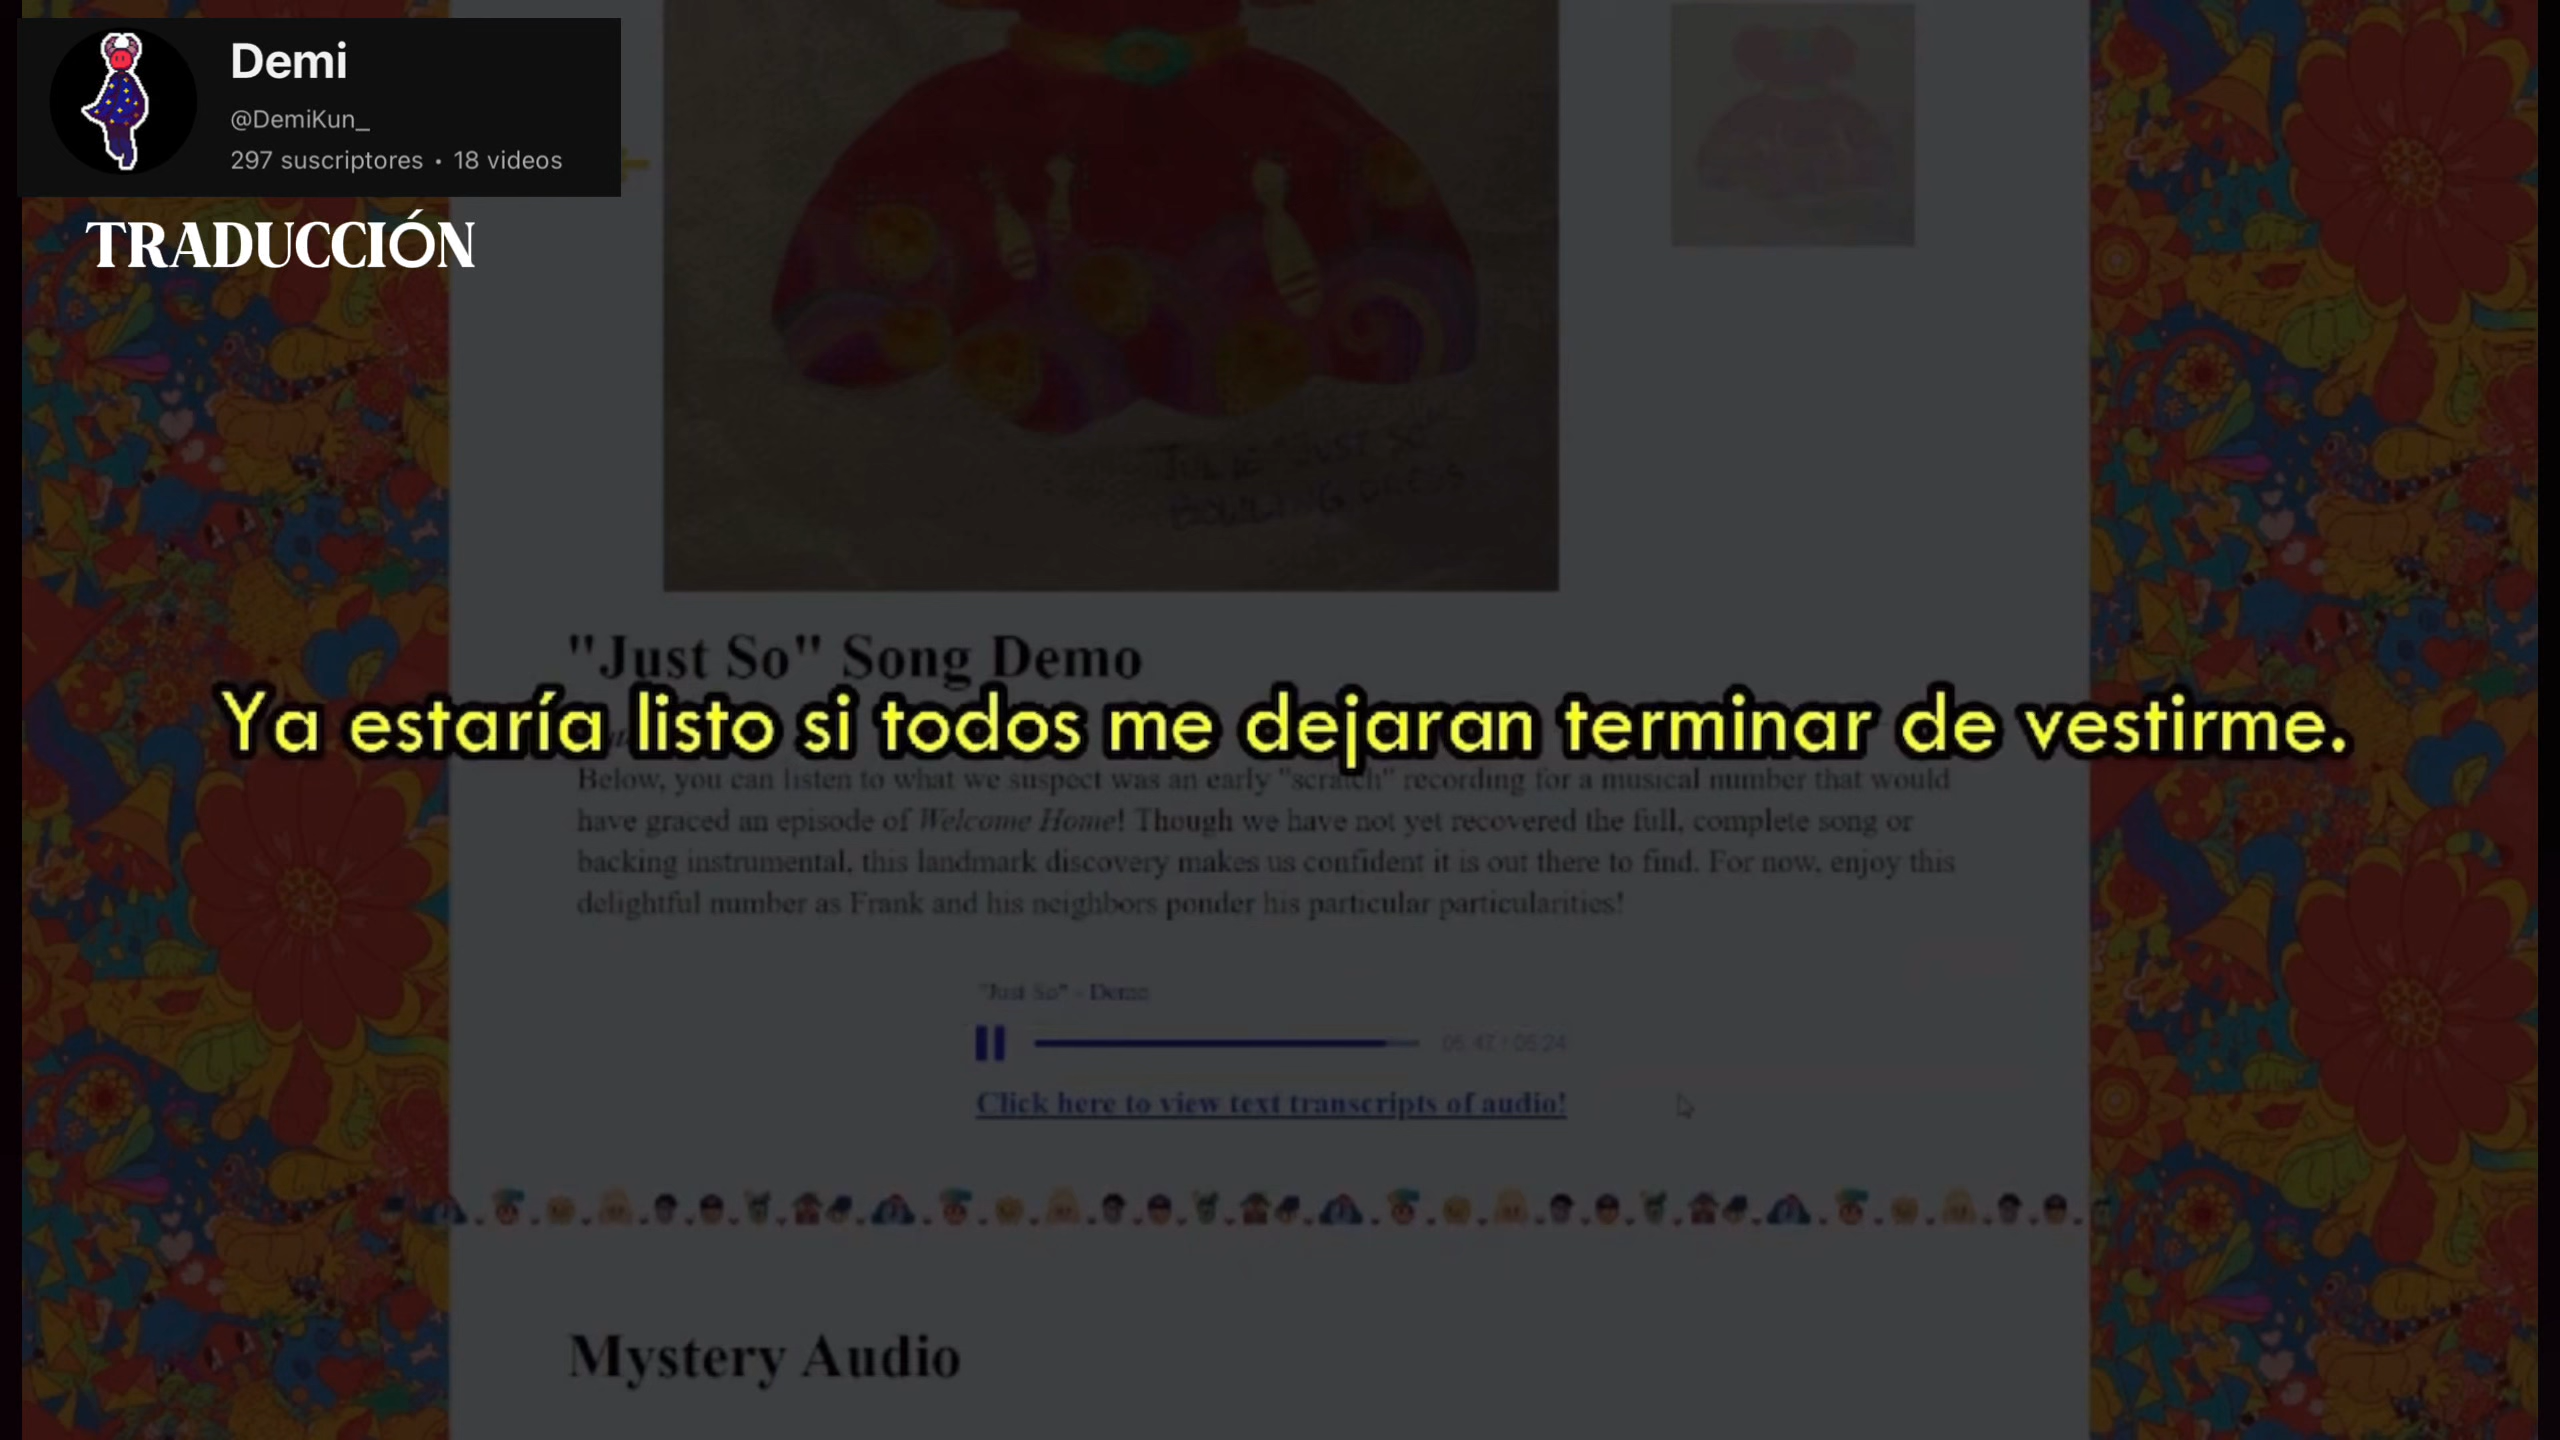 Demi
@DemiKun_
297 suscriptores • 18 videos
TRADUCCIÓN
JULIE "JUST SO"
BOWLING DRESS
"Just So" Song Demo
Ya estaría listo si todos me dejaran terminar de vestirme.
Below, you can listen to what we suspect was an early "scratch" recording for a musical number that would
have graced an episode of Welcome Home! Though we have not yet recovered the full, complete song or
backing instrumental, this landmark discovery makes us confident it is out there to find. For now, enjoy this
delightful number as Frank and his neighbors ponder his particular particularities!
"Just So" - Demo
Click here to view text transcripts of audio!
Mystery Audio